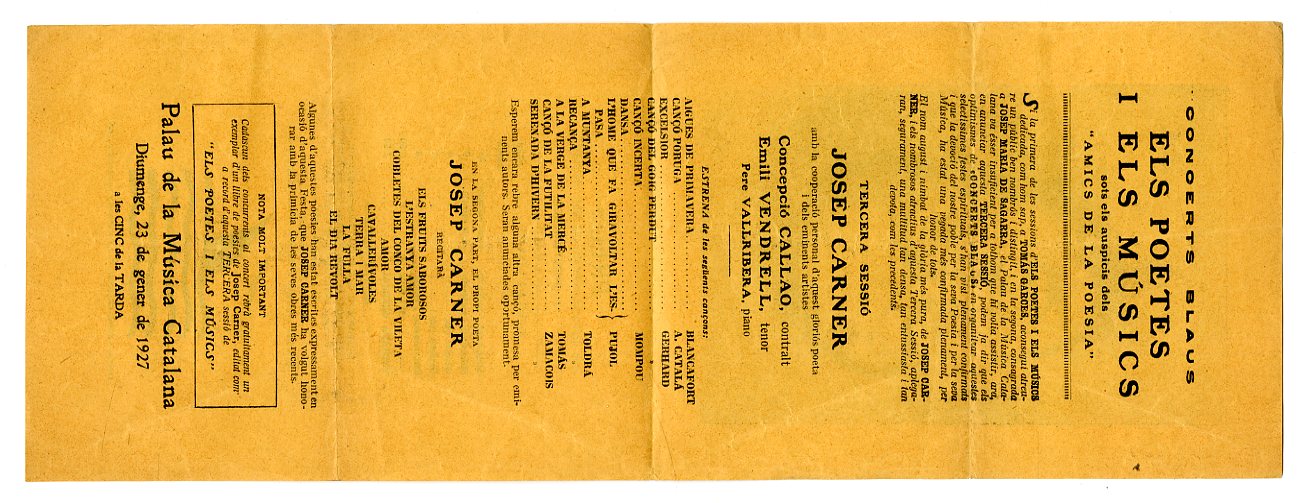 CONCERTS BLAUS
ELS POETES
I ELS MÚSICS
sots els auspicis dels
"AMICS DE LA POESIA"
Si la primera de les sessions d'ELS POETES I ELS MÚSICS
dedicada, com hom sap, a TOMÁS GARCES, aconseguí atreu-
re un públic ben nombrós i distingit, i en la segona, consagrada
a JOSEP MARIA DE SAGARRA, el Palau de la Música Cata-
lana va ésser insuficient per a tothom que hi volia assistir, ara,
en anunciar aquesta TERCERA SESSIÓ, podem ja dir que els
optimismes de «CONCERTS BLAUS» en organitzar aquestes
selectíssimes festes espirituals, s'han vist plenament confirmats
i que la devoció del nostre poble per la seva Poesia i per la seva
Música, ha estat una vegada més confirmada plenament, per
honor de tots.
El nom august i nimbat de la glòria més pura, de JOSEP CAR-
NER, i els nombrosos atractius d'aquesta Tercera Sessió, aplega-
ran, segurament, una multitud tan densa, tan entussiasta i tan
devota, com les precedents.
TERCERA SESSIÓ
JOSEP CARNER
amb la cooperació personal d'aquest gloriós poeta
i dels eminents artistes
Concepció CALLAO, contralt
Emili VENDRELL, tenor
Pere VALLRIBERA, piano
ESTRENA de les següents cançons:
AIGUES DE PRIMAVERA............. BLANCAFORT
CANÇÓ PORUGA .................... A. CATALÁ
EXCELSIOR ......................... GERHARD
CANÇÓ DEL GOIG PERDUT ............ »
CANÇÓ INCERTA..................... MOMPOU
DANSA ..............................
L'HOME QUE FA GIRAVOLTAR L'ES- } PUJOL
PASA ..............................
A MUNTANYA........................ TOLDRÁ
RECANÇA ........................... »
A LA VERGE DE LA MERCÉ............ TOMÁS
CANÇÓ DE LA FUTILITAT ............ ZAMACOIS
SERENADA D'HIVERN ................ »
Esperem encara rebre alguna altra cançó, promesa per emi-
nents autors. Seran anunciades oportunament.
EN LA SEGONA PART, EL PROPI POETA
JOSEP CARNER
RECITARÀ
ELS FRUITS SABOROSOS
L'ESTRANYA AMOR
COBLETES DEL CONCO DE LA VILETA
AMOR
CAVALLERÍVOLES
TERRA I MAR
LA FULLA
EL DIA REVOLT
Algunes d'aquestes poesies han estat escrites expressament en
ocasió d'aquesta Festa, que JOSEP CARNER ha volgut hono-
rar amb la primicia de les seves obres més recents.
NOTA MOLT IMPORTANT
Cadascun dels concurrents al concert rebrà gratuïtament un
exemplar d'un llibre de poesies de Josep Carner, editat com
a record d'aquesta TERCERA sessió de
"ELS POETES I ELS MÚSICS"
Palau de la Música Catalana
Diumenge, 23 de gener de 1927
a les CINC de la TARDA